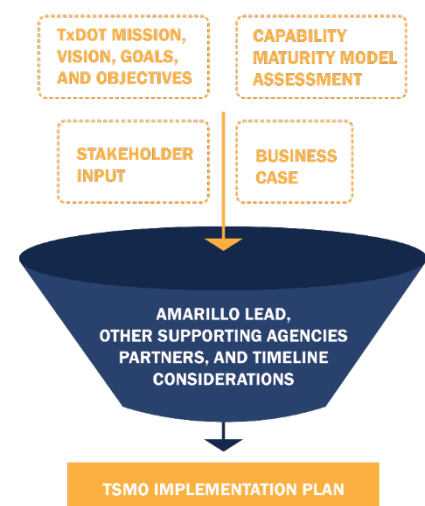 TxDOT MISSION,
VISION, GOALS,
AND OBJECTIVES
CAPABILITY
MATURITY MODEL
ASSESSMENT
STAKEHOLDER
INPUT
BUSINESS
CASE
AMARILLO LEAD,
OTHER SUPPORTING AGENCIES
PARTNERS, AND TIMELINE
CONSIDERATIONS
TSMO IMPLEMENTATION PLAN